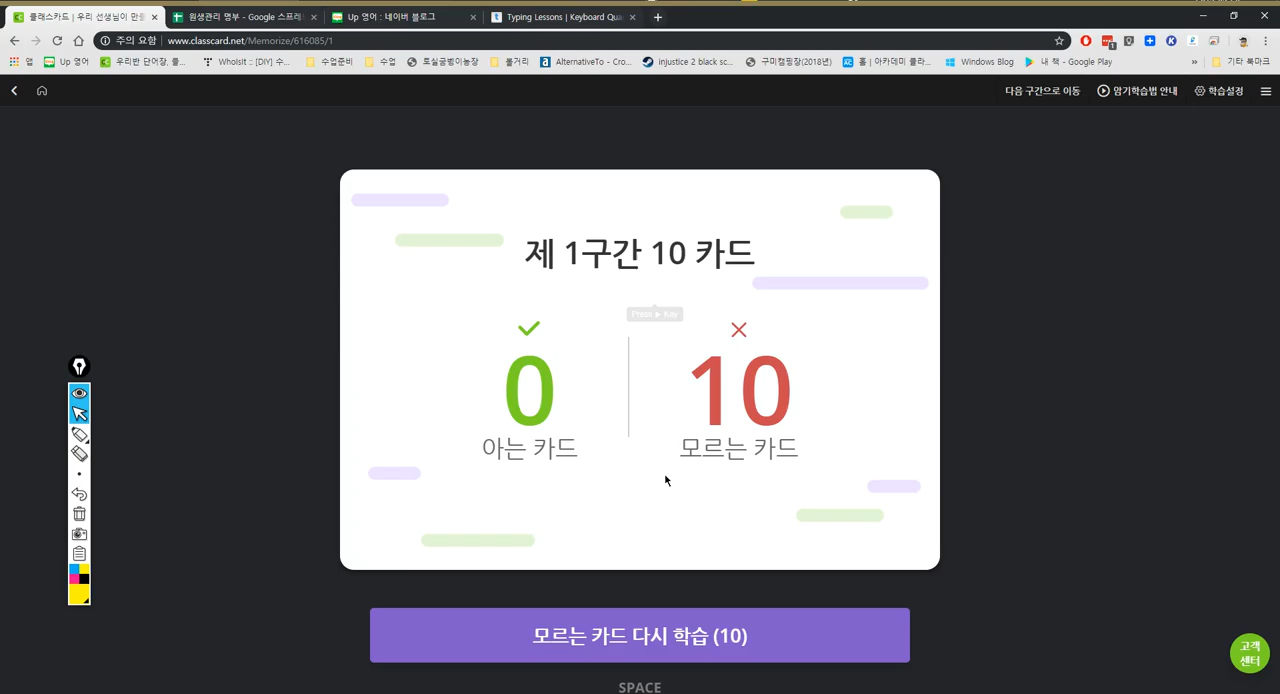 클래스카드 | 우리 선생님이 만든
원생관리 명부 - Google 스프레
Up 영어 : 네이버 블로그
Typing Lessons | Keyboard Qua
주의 요함 | www.classcard.net/Memorize/616085/1
앱
Up 영어
우리반 단어장, 클...
WhoIsIt :: [DIY] 수...
수업준비
수업
토실궁벵이농장
볼거리
AlternativeTo - Cro...
injustice 2 black sc...
구미캠핑장(2018년)
홈 | 아카데미 클라...
Windows Blog
내 책 - Google Play
»
기타 북마크
다음 구간으로 이동
암기학습법 안내
학습설정
제 1구간 10 카드
Press ▶ Key
0
10
아는 카드
모르는 카드
모르는 카드 다시 학습 (10)
SPACE
고객
센터